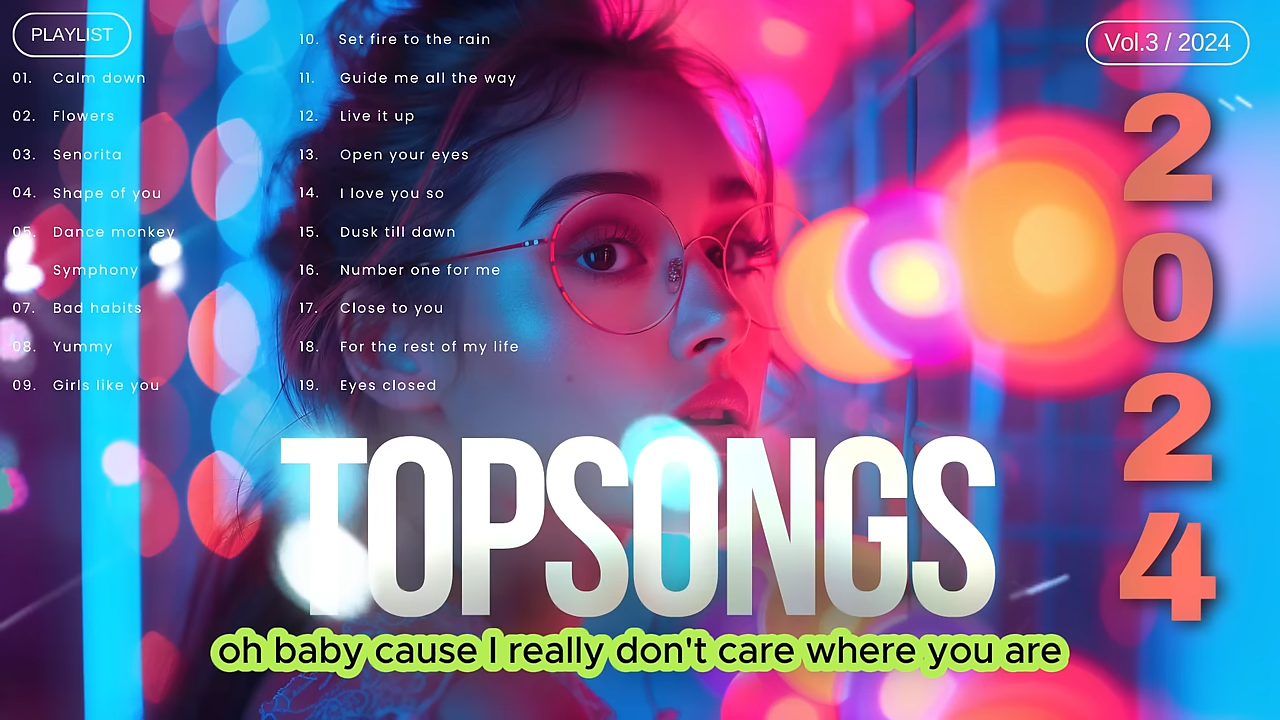 PLAYLIST
01. Calm down
02. Flowers
03. Senorita
04. Shape of you
05. Dance monkey
Symphony
07. Bad habits
08. Yummy
09. Girls like you
10. Set fire to the rain
11. Guide me all the way
12. Live it up
13. Open your eyes
14. I love you so
15. Dusk till dawn
16. Number one for me
17. Close to you
18. For the rest of my life
19. Eyes closed
Vol.3 / 2024
2024
TOPSONGS
oh baby cause I really don't care where you are